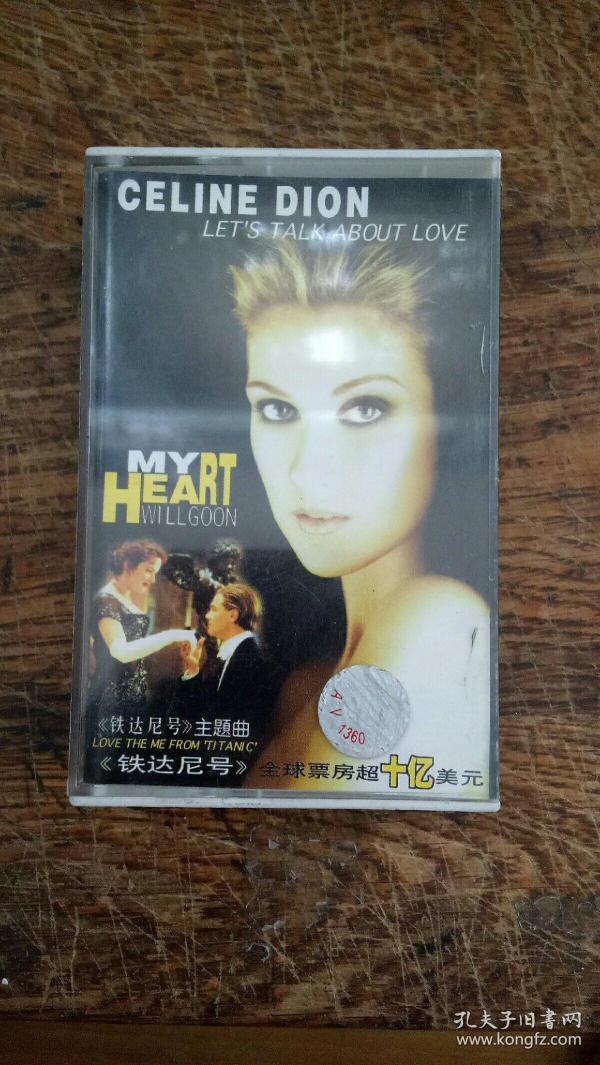 CELINE DION
LET'S TALK ABOUT LOVE
MY
HEART
WILLGOON
《铁达尼号》主题曲
LOVE THE ME FROM 'TITANIC'
《铁达尼号》全球票房超十亿美元
A V 1360
孔夫子旧書网
www.kongfz.com